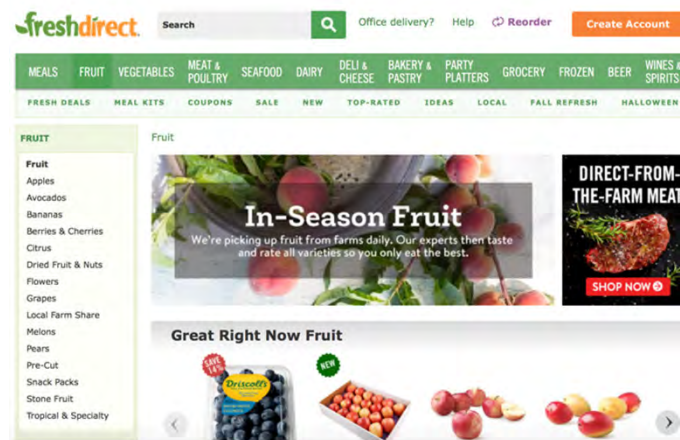 freshdirect.
Search
Office delivery?
Help
Reorder
Create Account
MEALS
FRUIT
VEGETABLES
MEAT &
POULTRY
SEAFOOD
DAIRY
DELI &
CHEESE
BAKERY &
PASTRY
PARTY
PLATTERS
GROCERY
FROZEN
BEER
WINES &
SPIRITS
FRESH DEALS
MEAL KITS
COUPONS
SALE
NEW
TOP-RATED
IDEAS
LOCAL
FALL REFRESH
HALLOWEEN
FRUIT
Fruit
Apples
Avocados
Bananas
Berries & Cherries
Citrus
Dried Fruit & Nuts
Flowers
Grapes
Local Farm Share
Melons
Pears
Pre-Cut
Snack Packs
Stone Fruit
Tropical & Specialty
Fruit
In-Season Fruit
We're picking up fruit from farms daily. Our experts then taste
and rate all varieties so you only eat the best.
DIRECT-FROM-
THE-FARM MEAT
SHOP NOW
Great Right Now Fruit
SAVE
14%
Driscoll's
NEW